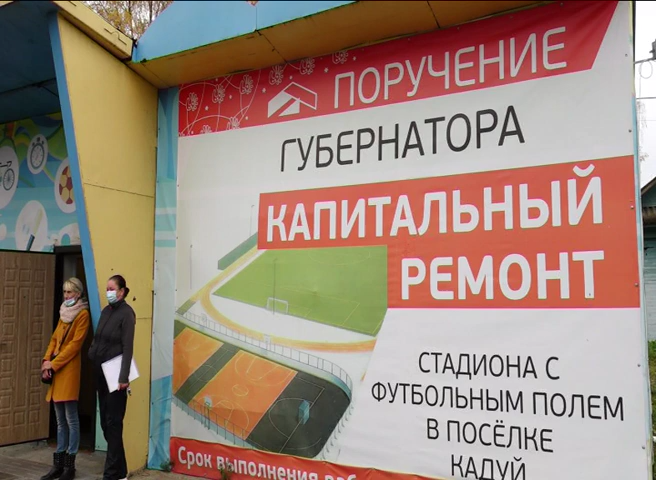 ПОРУЧЕНИЕ
ГУБЕРНАТОРА
КАПИТАЛЬНЫЙ
РЕМОНТ
СТАДИОНА С
ФУТБОЛЬНЫМ ПОЛЕМ
В ПОСЁЛКЕ
КАДУЙ
Срок выполнения